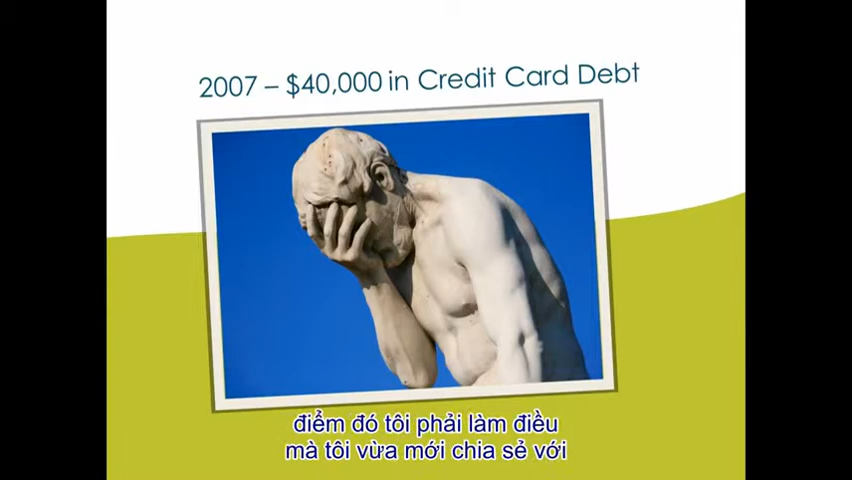 2007 – $40,000 in Credit Card Debt
điểm đó tôi phải làm điều
mà tôi vừa mới chia sẻ với